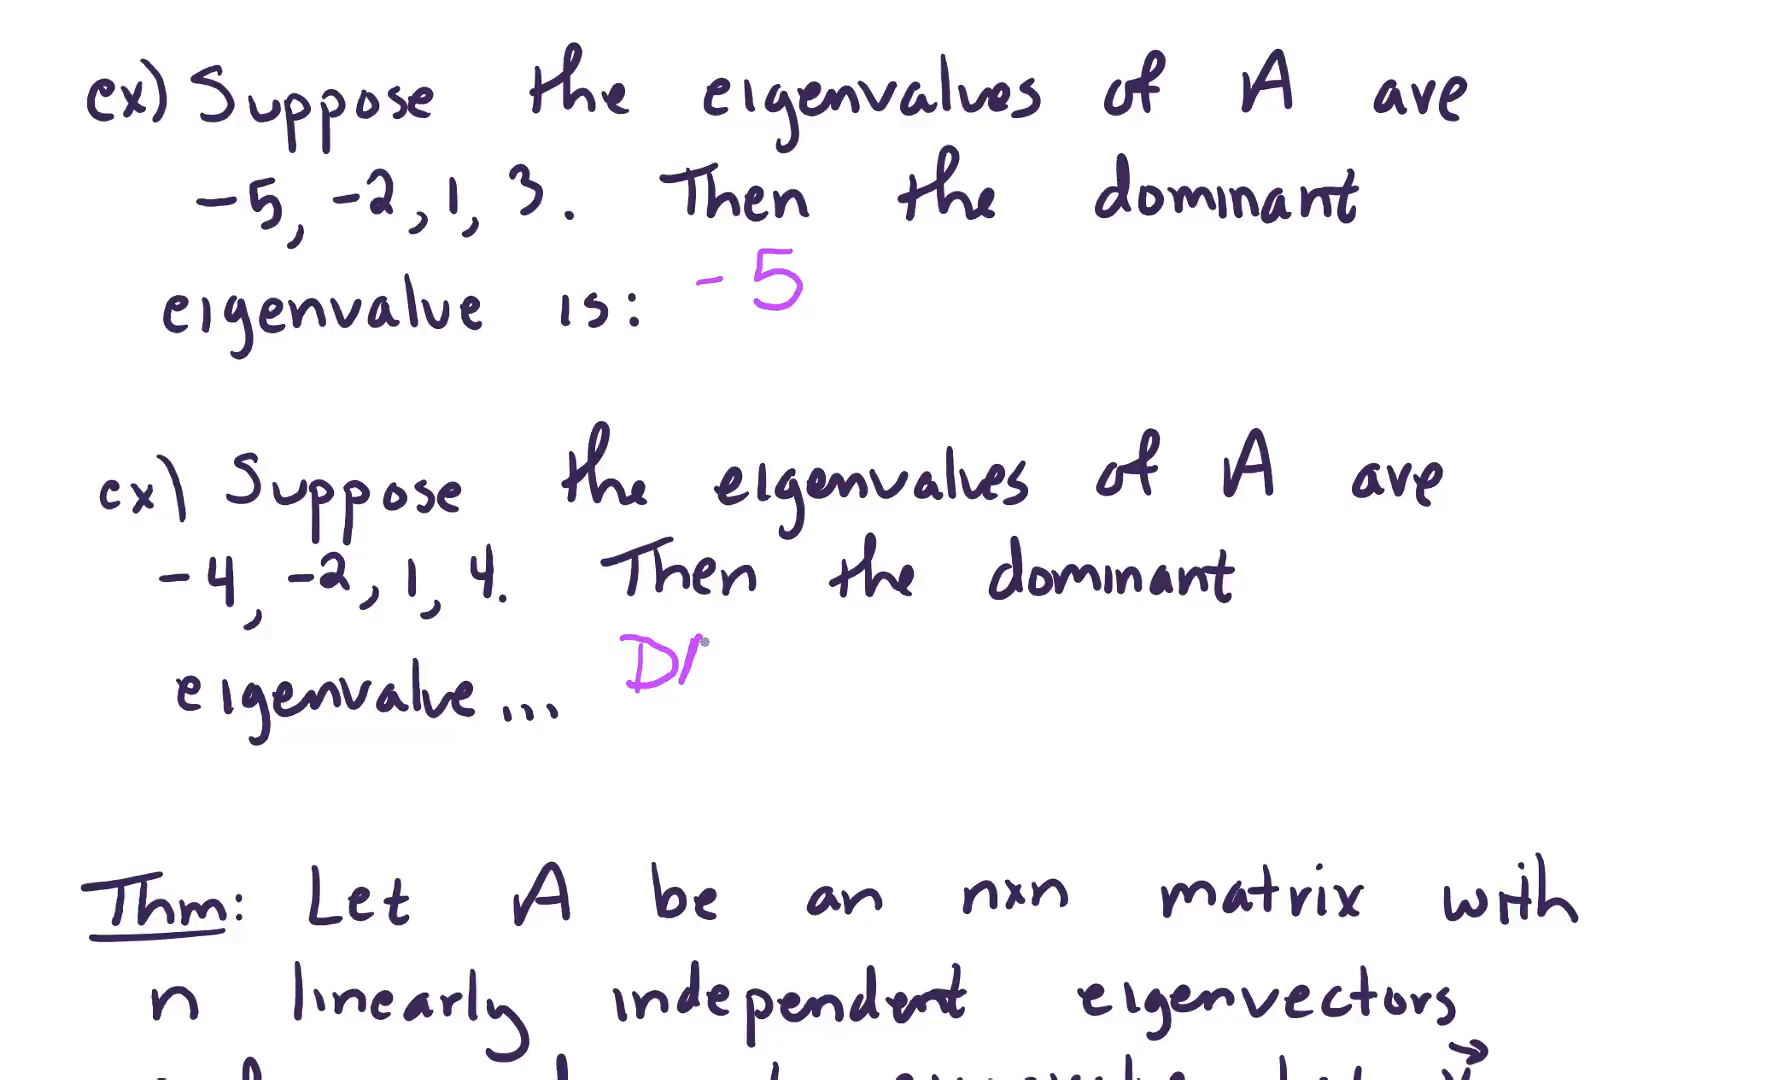 ex) Suppose the eigenvalues of A are
-5, -2, 1, 3. Then the dominant
eigenvalue is: -5
ex) Suppose the eigenvalues of A are
-4, -2, 1, 4. Then the dominant
eigenvalue... D
Thm: Let A be an nxn matrix with
n linearly independent eigenvectors